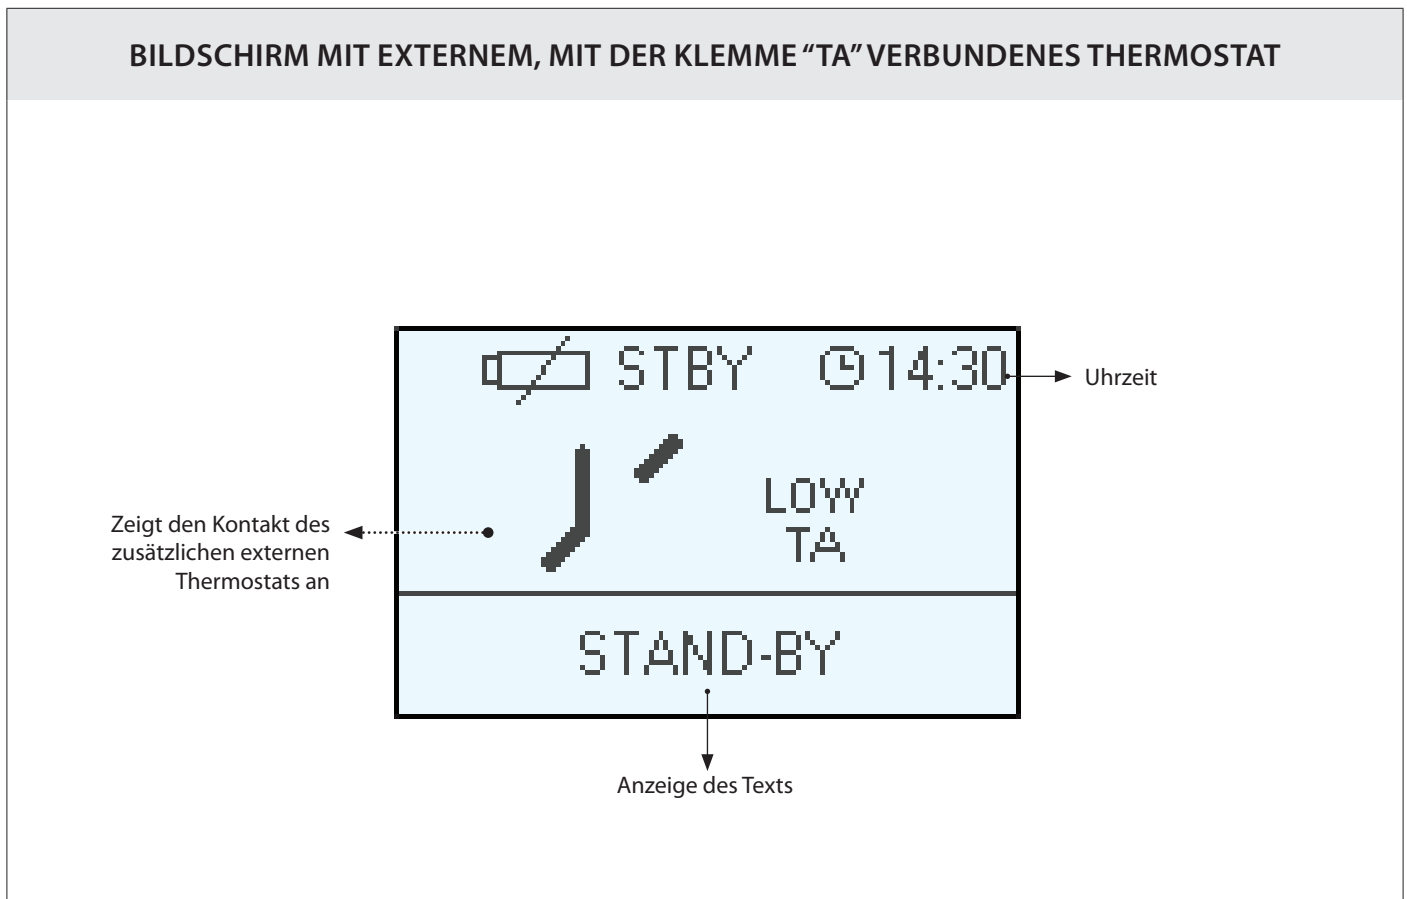 BILDSCHIRM MIT EXTERNEM, MIT DER KLEMME “TA” VERBUNDENES THERMOSTAT
STBY 14:30
Uhrzeit
LOW
TA
Zeigt den Kontakt des
zusätzlichen externen
Thermostats an
STAND-BY
Anzeige des Texts